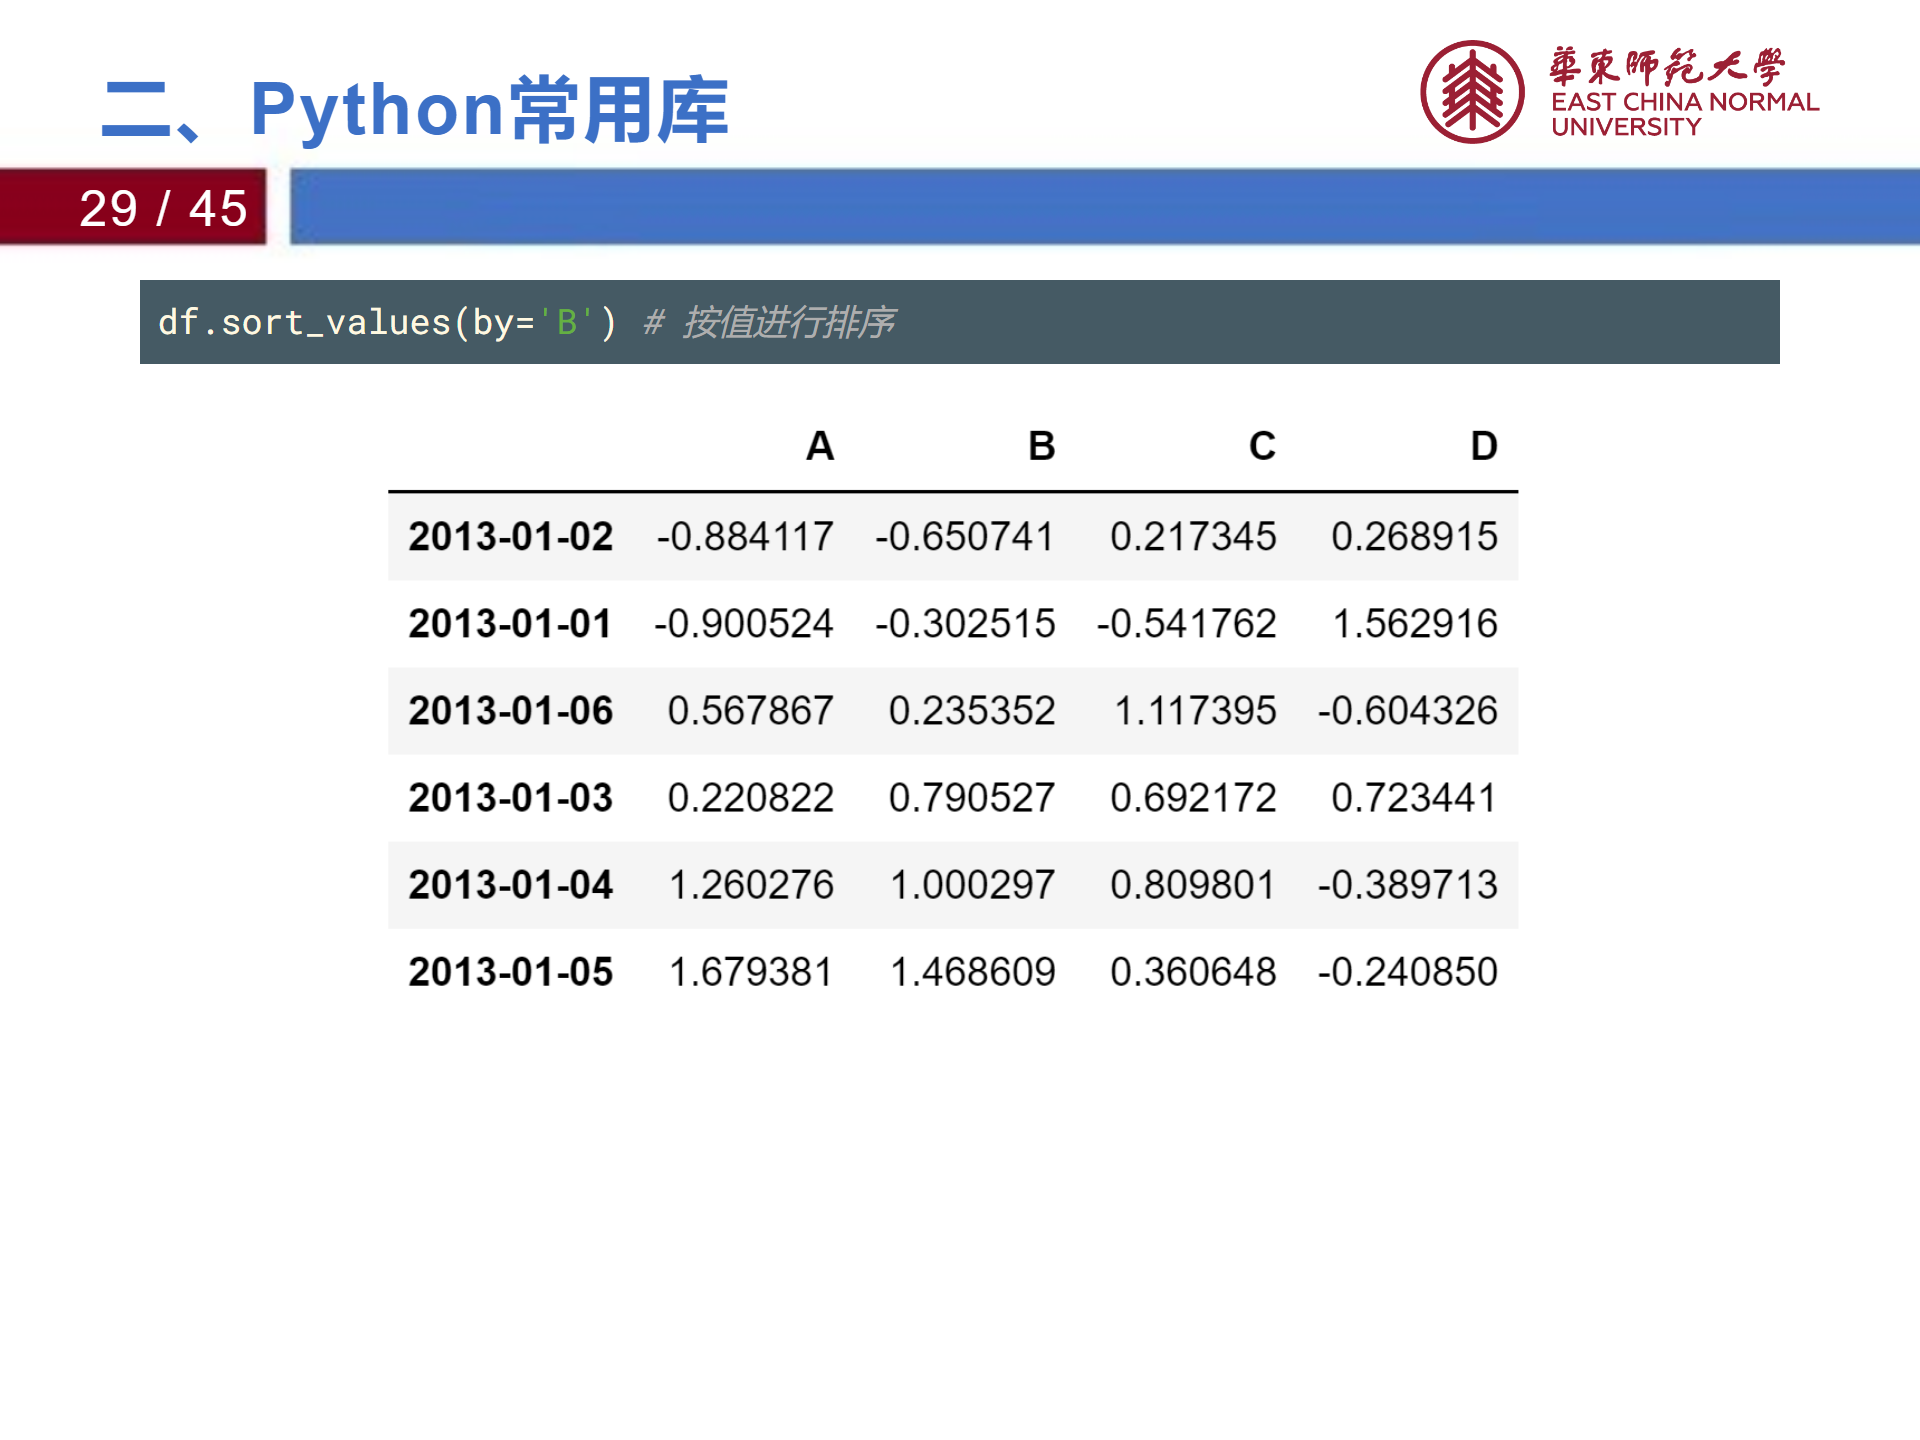 二、Python常用库
華東師範大學
EAST CHINA NORMAL
UNIVERSITY
29 / 45
df.sort_values(by='B') # 按值进行排序
A B C D
2013-01-02 -0.884117 -0.650741 0.217345 0.268915
2013-01-01 -0.900524 -0.302515 -0.541762 1.562916
2013-01-06 0.567867 0.235352 1.117395 -0.604326
2013-01-03 0.220822 0.790527 0.692172 0.723441
2013-01-04 1.260276 1.000297 0.809801 -0.389713
2013-01-05 1.679381 1.468609 0.360648 -0.240850